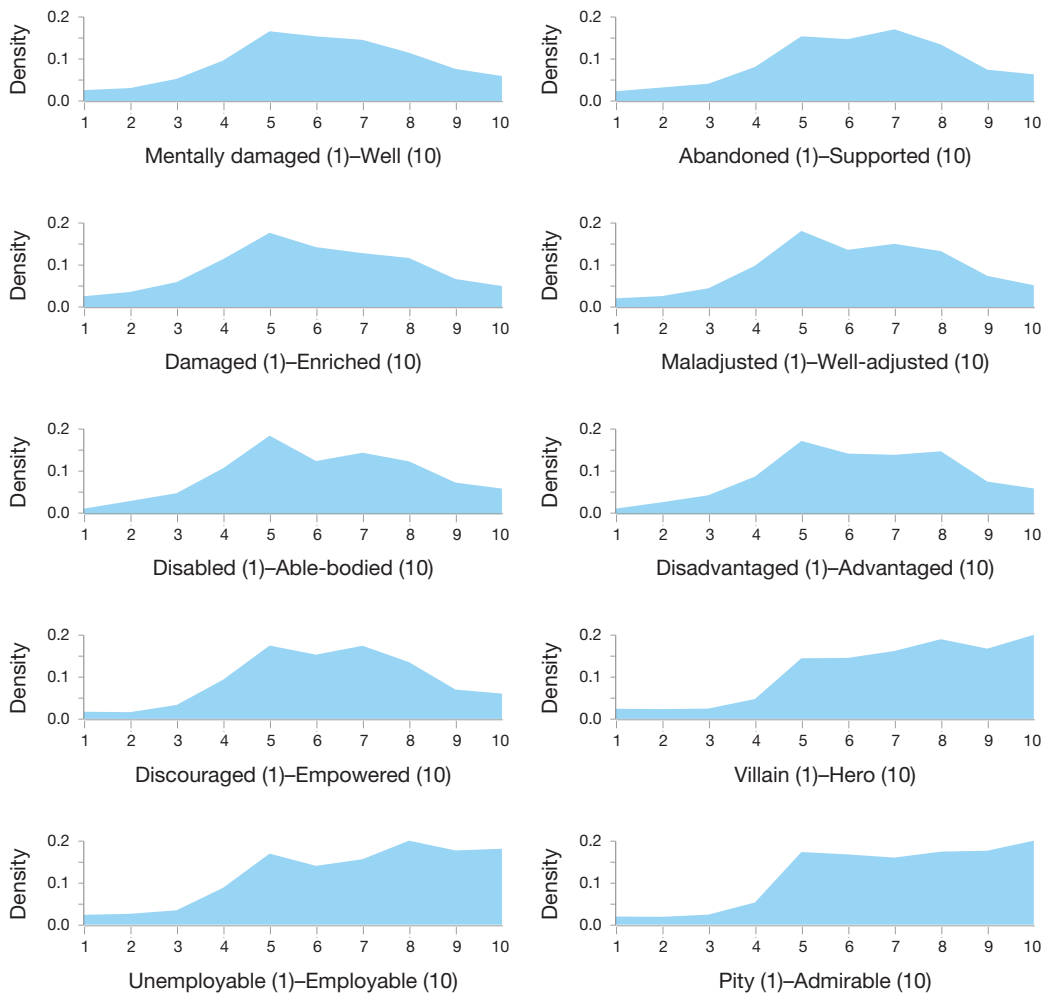 Density
0.2
0.1
0.0
1 2 3 4 5 6 7 8 9 10
Mentally damaged (1)–Well (10)
Density
0.2
0.1
0.0
1 2 3 4 5 6 7 8 9 10
Abandoned (1)–Supported (10)
Density
0.2
0.1
0.0
1 2 3 4 5 6 7 8 9 10
Damaged (1)–Enriched (10)
Density
0.2
0.1
0.0
1 2 3 4 5 6 7 8 9 10
Maladjusted (1)–Well-adjusted (10)
Density
0.2
0.1
0.0
1 2 3 4 5 6 7 8 9 10
Disabled (1)–Able-bodied (10)
Density
0.2
0.1
0.0
1 2 3 4 5 6 7 8 9 10
Disadvantaged (1)–Advantaged (10)
Density
0.2
0.1
0.0
1 2 3 4 5 6 7 8 9 10
Discouraged (1)–Empowered (10)
Density
0.2
0.1
0.0
1 2 3 4 5 6 7 8 9 10
Villain (1)–Hero (10)
Density
0.2
0.1
0.0
1 2 3 4 5 6 7 8 9 10
Unemployable (1)–Employable (10)
Density
0.2
0.1
0.0
1 2 3 4 5 6 7 8 9 10
Pity (1)–Admirable (10)